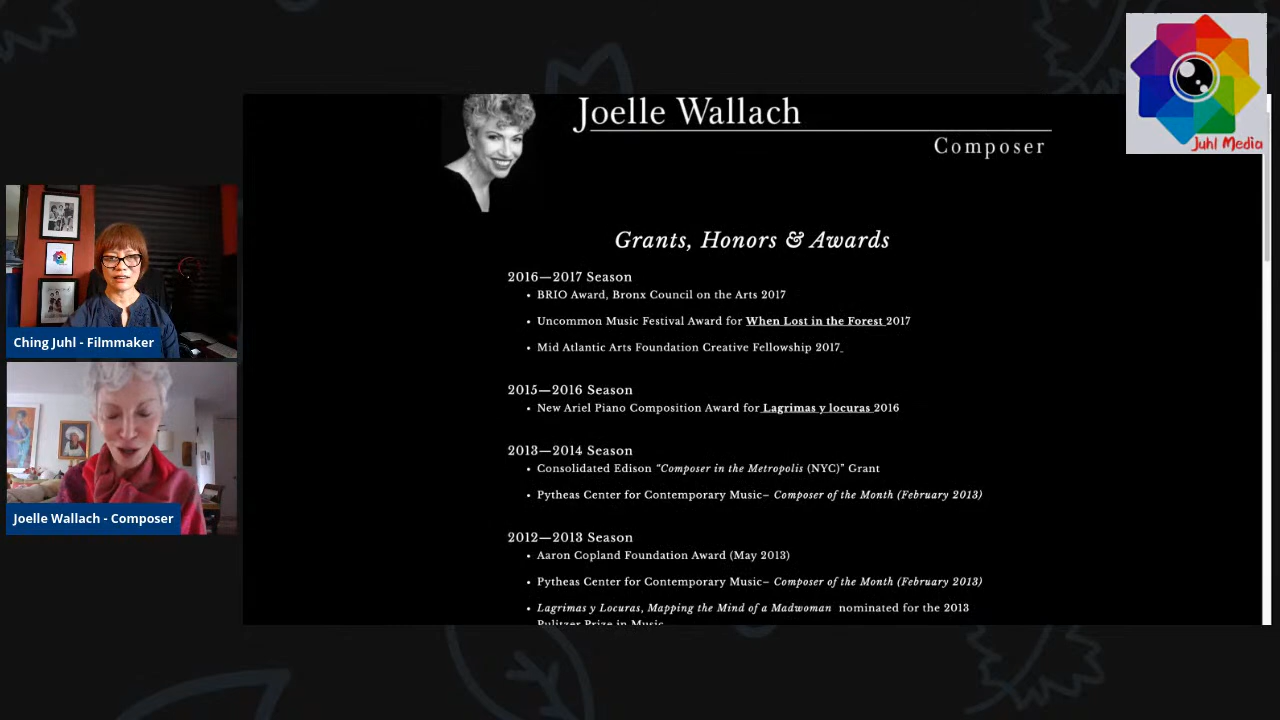 Juhl Media
Joelle Wallach
Composer
Grants, Honors & Awards
2016—2017 Season
• BRIO Award, Bronx Council on the Arts 2017
• Uncommon Music Festival Award for When Lost in the Forest 2017
• Mid Atlantic Arts Foundation Creative Fellowship 2017
2015—2016 Season
• New Ariel Piano Composition Award for Lagrimas y locuras 2016
2013—2014 Season
• Consolidated Edison "Composer in the Metropolis (NYC)" Grant
• Pytheas Center for Contemporary Music– Composer of the Month (February 2013)
2012—2013 Season
• Aaron Copland Foundation Award (May 2013)
• Pytheas Center for Contemporary Music– Composer of the Month (February 2013)
• Lagrimas y Locuras, Mapping the Mind of a Madwoman nominated for the 2013
Pulitzer Prize in Music
Ching Juhl - Filmmaker
Joelle Wallach - Composer